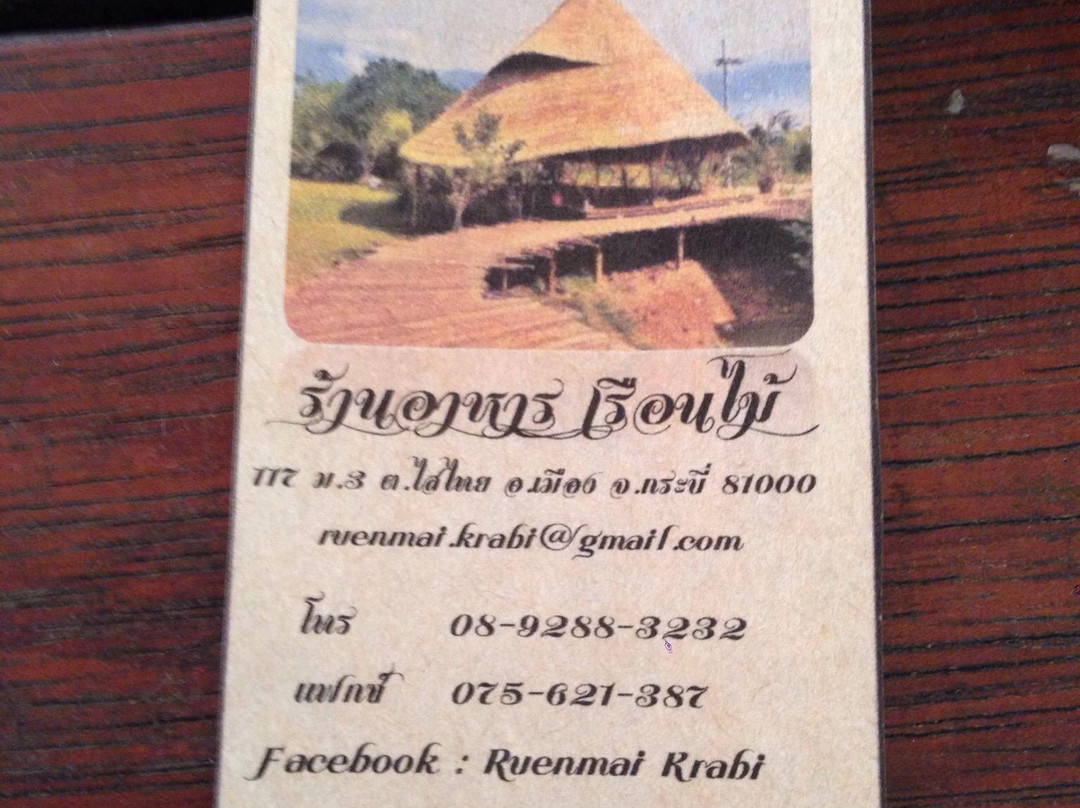 ร้านอาหาร เรือนไม้
117 ม.3 ต.ไสไทย อ.เมือง จ.กระบี่ 81000
ruenmai.krabi@gmail.com
โทร 08-9288-3232
แฟกซ์ 075-621-387
Facebook : Ruenmai Krabi